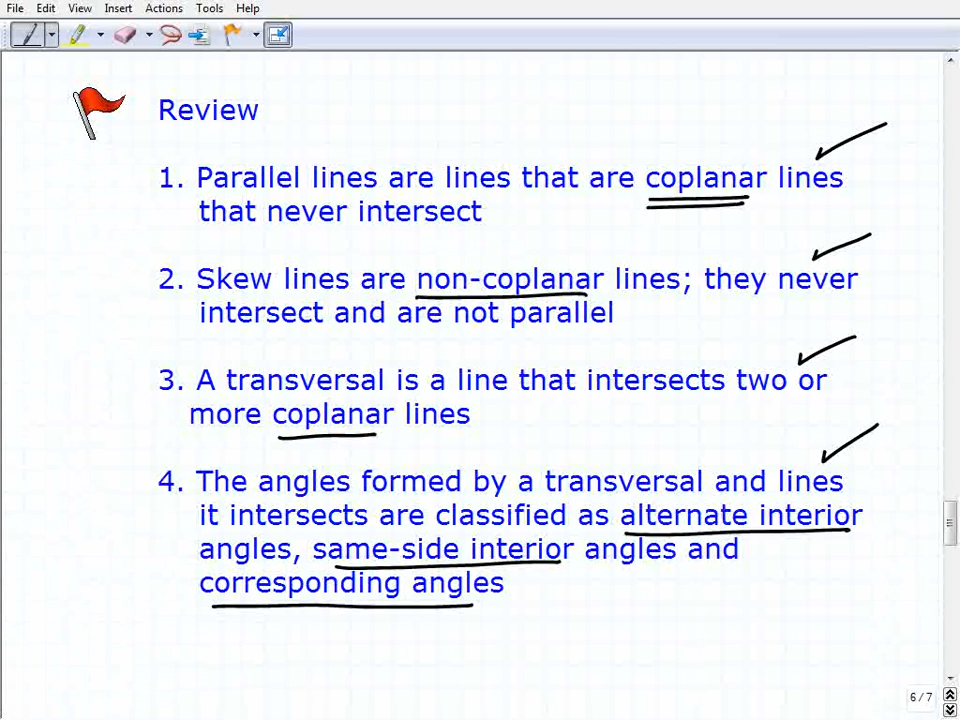 File Edit View Insert Actions Tools Help
Review
1. Parallel lines are lines that are coplanar lines
that never intersect
2. Skew lines are non-coplanar lines; they never
intersect and are not parallel
3. A transversal is a line that intersects two or
more coplanar lines
4. The angles formed by a transversal and lines
it intersects are classified as alternate interior
angles, same-side interior angles and
corresponding angles
6 / 7